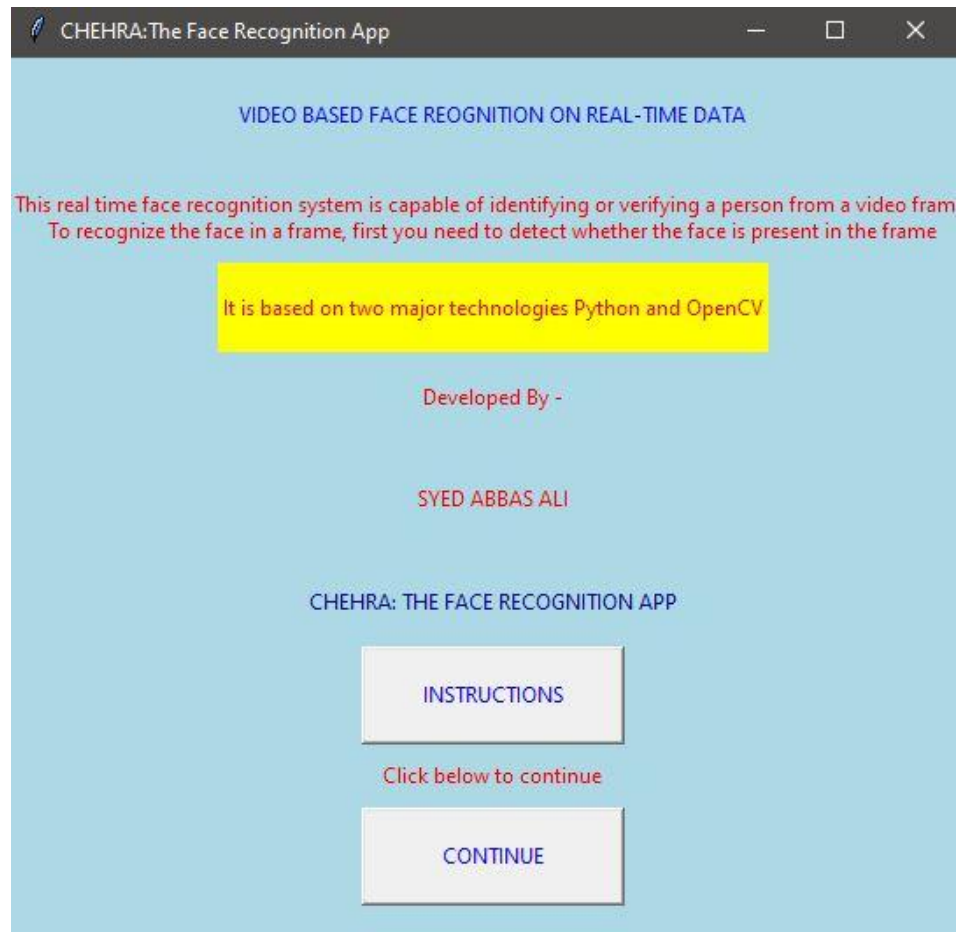 CHEHRA:The Face Recognition App
VIDEO BASED FACE REOGNITION ON REAL-TIME DATA
This real time face recognition system is capable of identifying or verifying a person from a video fram
To recognize the face in a frame, first you need to detect whether the face is present in the frame
It is based on two major technologies Python and OpenCV
Developed By -
SYED ABBAS ALI
CHEHRA: THE FACE RECOGNITION APP
INSTRUCTIONS
Click below to continue
CONTINUE